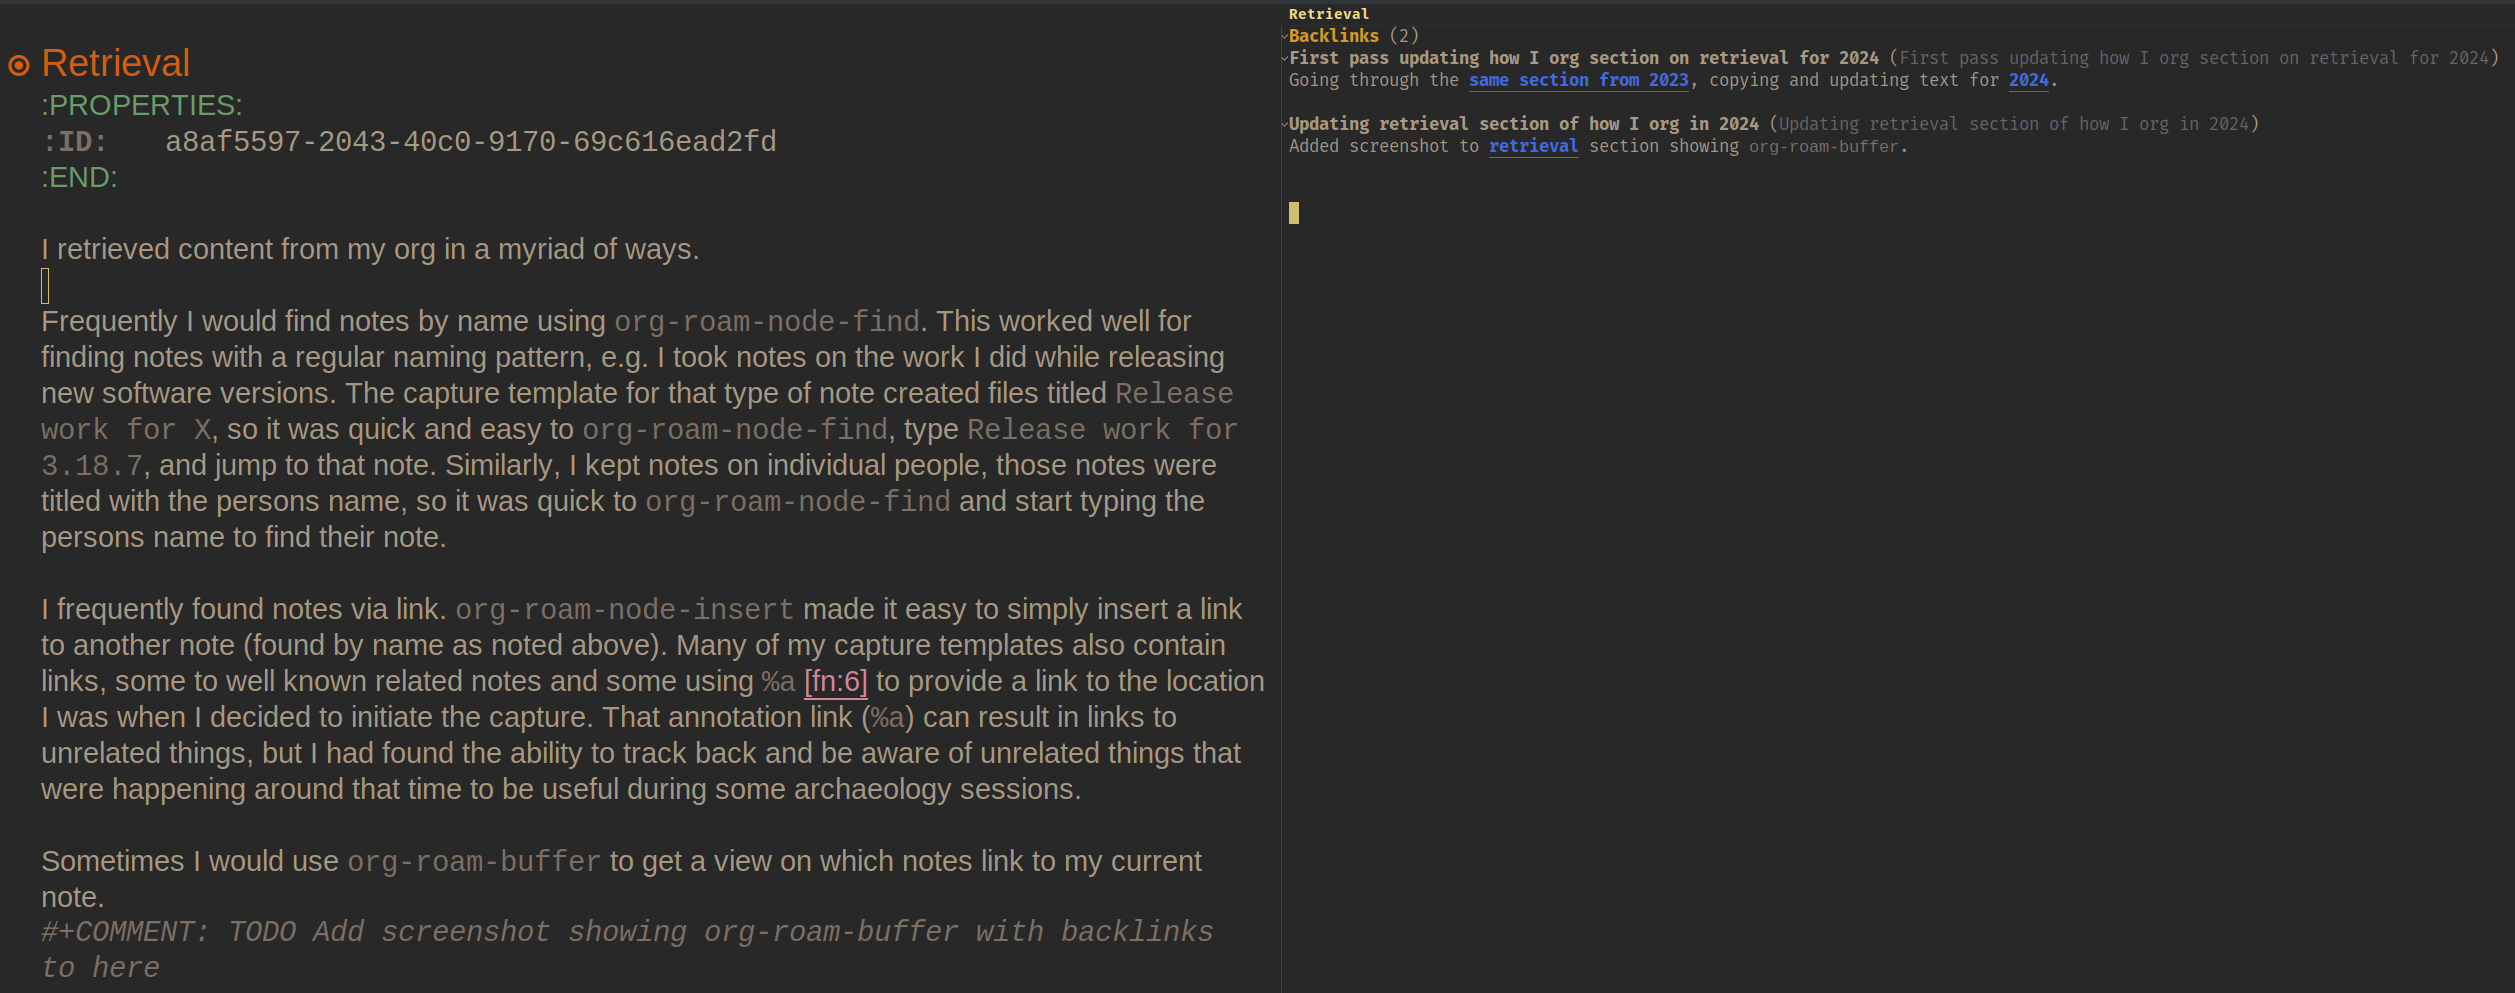 Retrieval
:PROPERTIES:
:ID: a8af5597-2043-40c0-9170-69c616ead2fd
:END:
I retrieved content from my org in a myriad of ways.
Frequently I would find notes by name using org-roam-node-find. This worked well for
finding notes with a regular naming pattern, e.g. I took notes on the work I did while releasing
new software versions. The capture template for that type of note created files titled Release
work for X, so it was quick and easy to org-roam-node-find, type Release work for
3.18.7, and jump to that note. Similarly, I kept notes on individual people, those notes were
titled with the persons name, so it was quick to org-roam-node-find and start typing the
persons name to find their note.
I frequently found notes via link. org-roam-node-insert made it easy to simply insert a link
to another note (found by name as noted above). Many of my capture templates also contain
links, some to well known related notes and some using %a [fn:6] to provide a link to the location
I was when I decided to initiate the capture. That annotation link (%a) can result in links to
unrelated things, but I had found the ability to track back and be aware of unrelated things that
were happening around that time to be useful during some archaeology sessions.
Sometimes I would use org-roam-buffer to get a view on which notes link to my current
note.
#+COMMENT: TODO Add screenshot showing org-roam-buffer with backlinks
to here
Retrieval
Backlinks (2)
First pass updating how I org section on retrieval for 2024 (First pass updating how I org section on retrieval for 2024)
Going through the same section from 2023, copying and updating text for 2024.
Updating retrieval section of how I org in 2024 (Updating retrieval section of how I org in 2024)
Added screenshot to retrieval section showing org-roam-buffer.